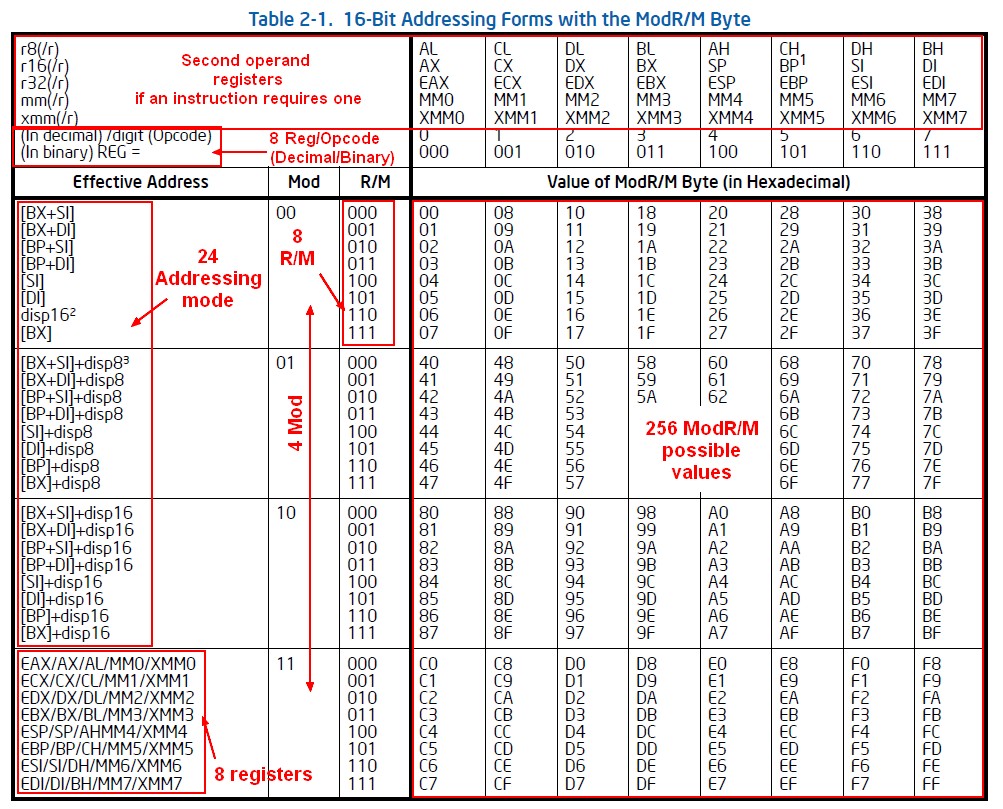 Table 2-1. 16-Bit Addressing Forms with the ModR/M Byte
r8(/r) AL CL DL BL AH CH DH BH
r16(/r) AX CX DX BX SP BP1 SI DI
r32(/r) EAX ECX EDX EBX ESP EBP ESI EDI
mm(/r) MM0 MM1 MM2 MM3 MM4 MM5 MM6 MM7
xmm(/r) XMM0 XMM1 XMM2 XMM3 XMM4 XMM5 XMM6 XMM7
Second operand
registers
if an instruction requires one
(In decimal) /digit (Opcode) 0 1 2 3 4 5 6 7
(In binary) REG = 000 001 010 011 100 101 110 111
8 Reg/Opcode
(Decimal/Binary)
Effective Address Mod R/M Value of ModR/M Byte (in Hexadecimal)
[BX+SI] 00 000 00 08 10 18 20 28 30 38
[BX+DI] 001 01 09 11 19 21 29 31 39
[BP+SI] 010 02 0A 12 1A 22 2A 32 3A
[BP+DI] 011 03 0B 13 1B 23 2B 33 3B
[SI] 100 04 0C 14 1C 24 2C 34 3C
[DI] 101 05 0D 15 1D 25 2D 35 3D
disp16² 110 06 0E 16 1E 26 2E 36 3E
[BX] 111 07 0F 17 1F 27 2F 37 3F
24
Addressing
mode
8
R/M
[BX+SI]+disp8³ 01 000 40 48 50 58 60 68 70 78
[BX+DI]+disp8 001 41 49 51 59 61 69 71 79
[BP+SI]+disp8 010 42 4A 52 5A 62 6A 72 7A
[BP+DI]+disp8 011 43 4B 53 6B 73 7B
[SI]+disp8 100 44 4C 54 6C 74 7C
[DI]+disp8 101 45 4D 55 6D 75 7D
[BP]+disp8 110 46 4E 56 6E 76 7E
[BX]+disp8 111 47 4F 57 6F 77 7F
4 Mod
256 ModR/M
possible
values
[BX+SI]+disp16 10 000 80 88 90 98 A0 A8 B0 B8
[BX+DI]+disp16 001 81 89 91 99 A1 A9 B1 B9
[BP+SI]+disp16 010 82 8A 92 9A A2 AA B2 BA
[BP+DI]+disp16 011 83 8B 93 9B A3 AB B3 BB
[SI]+disp16 100 84 8C 94 9C A4 AC B4 BC
[DI]+disp16 101 85 8D 95 9D A5 AD B5 BD
[BP]+disp16 110 86 8E 96 9E A6 AE B6 BE
[BX]+disp16 111 87 8F 97 9F A7 AF B7 BF
EAX/AX/AL/MM0/XMM0 11 000 C0 C8 D0 D8 E0 E8 F0 F8
ECX/CX/CL/MM1/XMM1 001 C1 C9 D1 D9 E1 E9 F1 F9
EDX/DX/DL/MM2/XMM2 010 C2 CA D2 DA E2 EA F2 FA
EBX/BX/BL/MM3/XMM3 011 C3 CB D3 DB E3 EB F3 FB
ESP/SP/AHMM4/XMM4 100 C4 CC D4 DC E4 EC F4 FC
EBP/BP/CH/MM5/XMM5 101 C5 CD D5 DD E5 ED F5 FD
ESI/SI/DH/MM6/XMM6 110 C6 CE D6 DE E6 EE F6 FE
EDI/DI/BH/MM7/XMM7 111 C7 CF D7 DF E7 EF F7 FF
8 registers